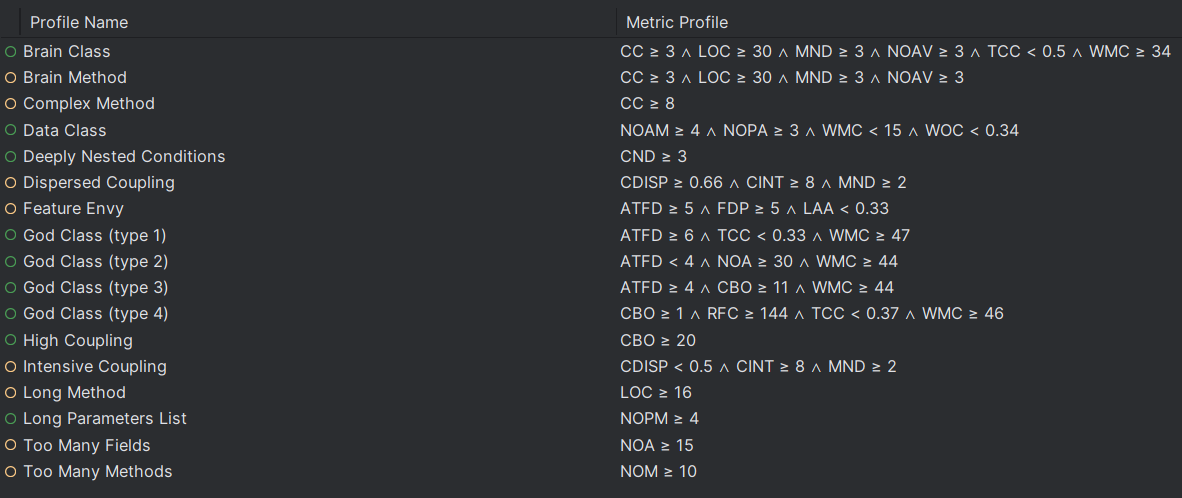 Profile Name Metric Profile
Brain Class CC ≥ 3 ∧ LOC ≥ 30 ∧ MND ≥ 3 ∧ NOAV ≥ 3 ∧ TCC < 0.5 ∧ WMC ≥ 34
Brain Method CC ≥ 3 ∧ LOC ≥ 30 ∧ MND ≥ 3 ∧ NOAV ≥ 3
Complex Method CC ≥ 8
Data Class NOAM ≥ 4 ∧ NOPA ≥ 3 ∧ WMC < 15 ∧ WOC < 0.34
Deeply Nested Conditions CND ≥ 3
Dispersed Coupling CDISP ≥ 0.66 ∧ CINT ≥ 8 ∧ MND ≥ 2
Feature Envy ATFD ≥ 5 ∧ FDP ≥ 5 ∧ LAA < 0.33
God Class (type 1) ATFD ≥ 6 ∧ TCC < 0.33 ∧ WMC ≥ 47
God Class (type 2) ATFD < 4 ∧ NOA ≥ 30 ∧ WMC ≥ 44
God Class (type 3) ATFD ≥ 4 ∧ CBO ≥ 11 ∧ WMC ≥ 44
God Class (type 4) CBO ≥ 1 ∧ RFC ≥ 144 ∧ TCC < 0.37 ∧ WMC ≥ 46
High Coupling CBO ≥ 20
Intensive Coupling CDISP < 0.5 ∧ CINT ≥ 8 ∧ MND ≥ 2
Long Method LOC ≥ 16
Long Parameters List NOPM ≥ 4
Too Many Fields NOA ≥ 15
Too Many Methods NOM ≥ 10